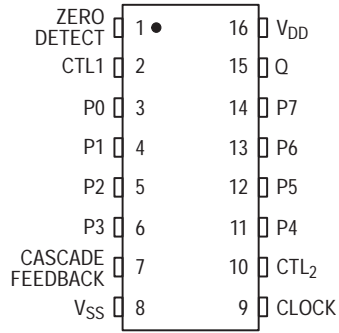 ZERO
DETECT 1 16 VDD
CTL1 2 15 Q
P0 3 14 P7
P1 4 13 P6
P2 5 12 P5
P3 6 11 P4
CASCADE
FEEDBACK 7 10 CTL2
VSS 8 9 CLOCK